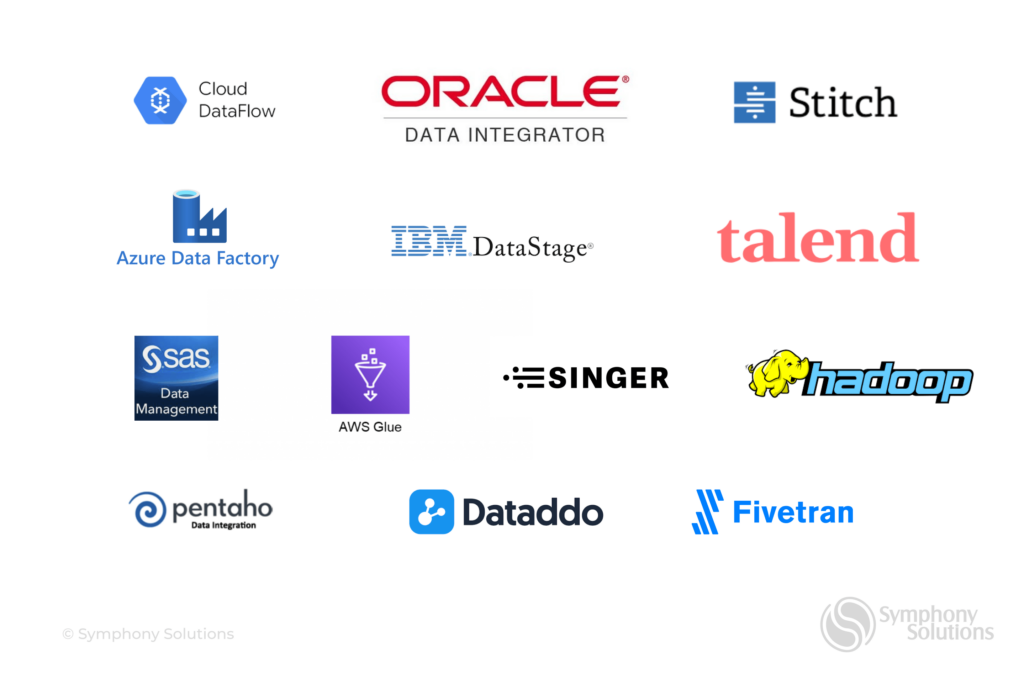 Cloud
DataFlow
ORACLE®
DATA INTEGRATOR
Stitch
Azure Data Factory
IBM® DataStage®
talend
sas
Data
Management
AWS Glue
SINGER
hadoop
pentaho
Data Integration
Dataddo
Fivetran
© Symphony Solutions
Symphony
Solutions